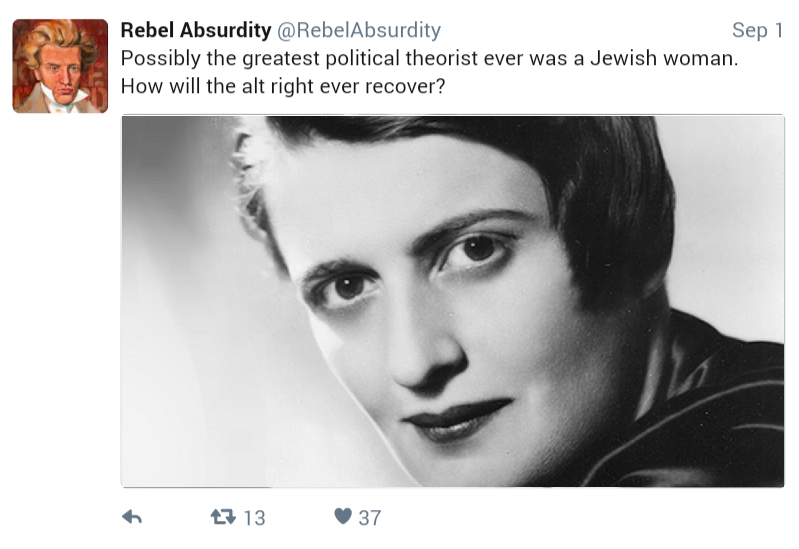 Rebel Absurdity @RebelAbsurdity Sep 1
Possibly the greatest political theorist ever was a Jewish woman.
How will the alt right ever recover?
13 37